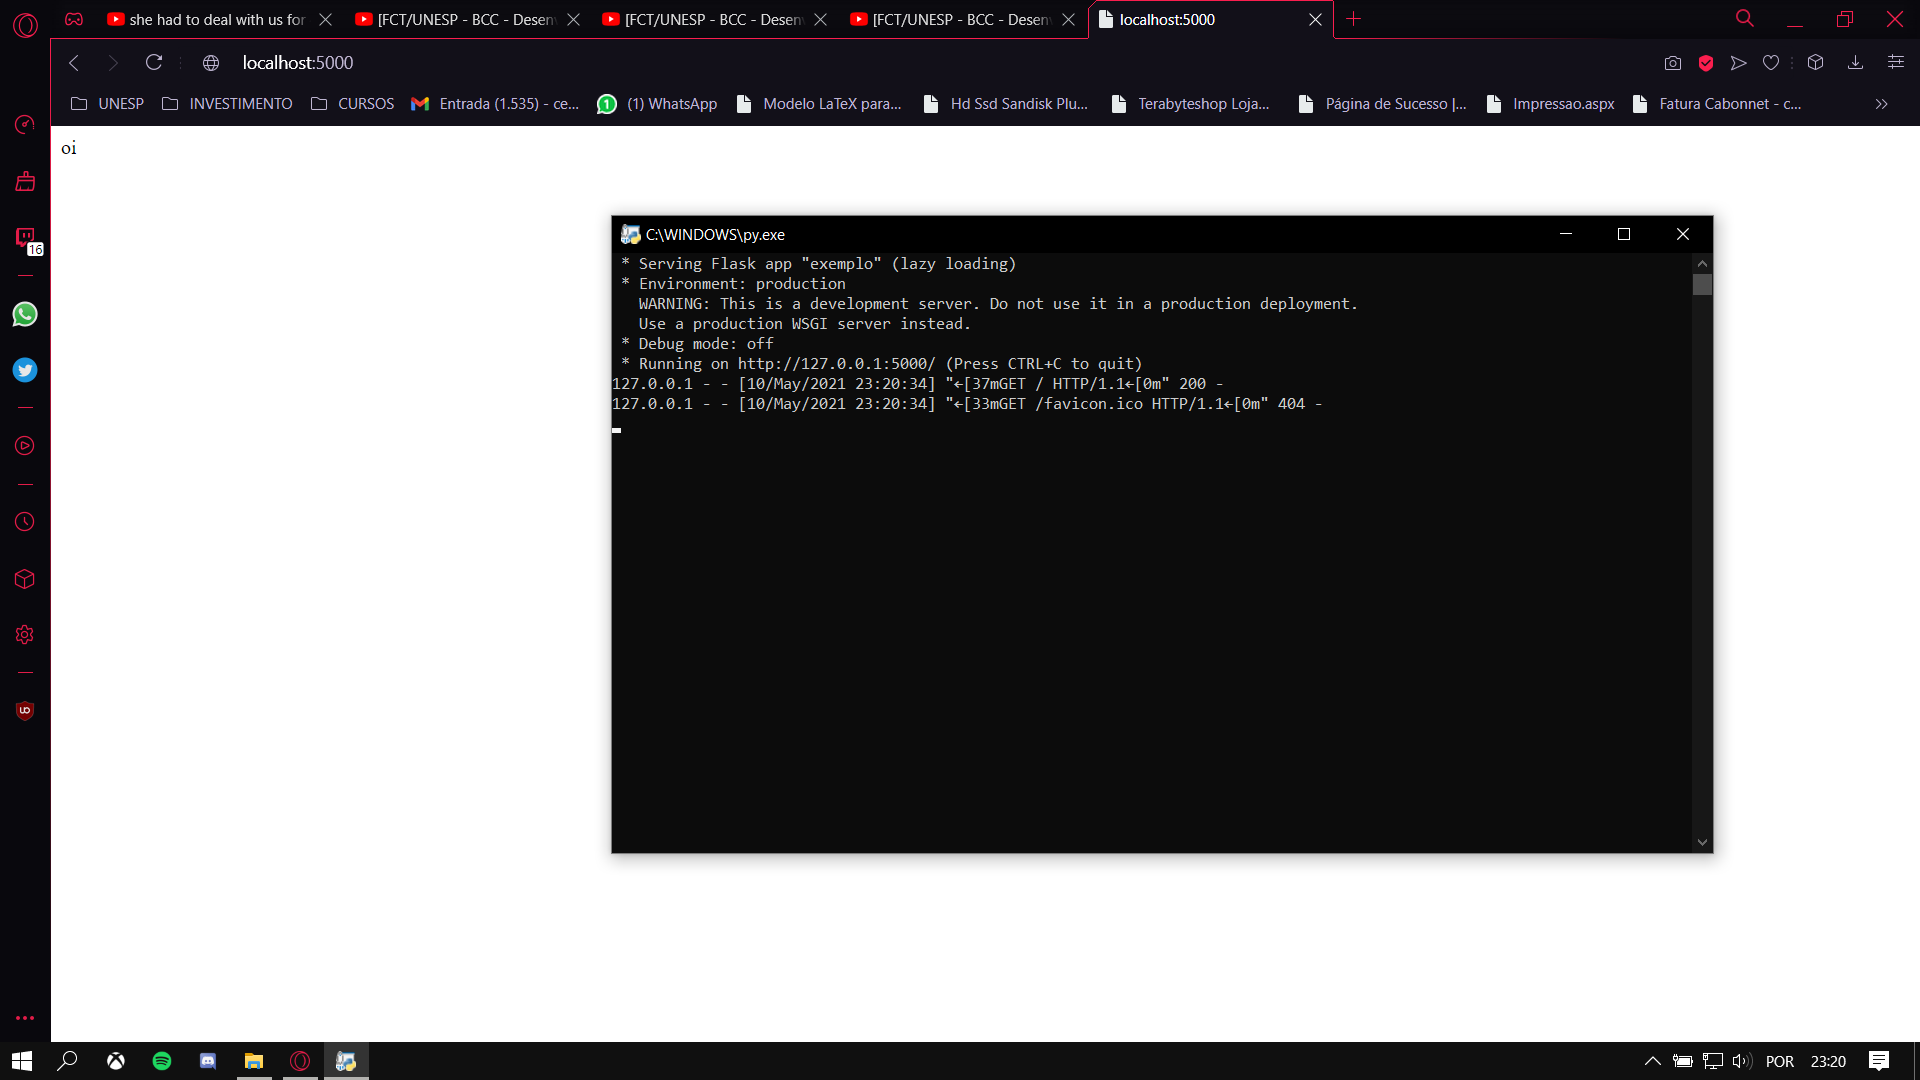 she had to deal with us for
[FCT/UNESP - BCC - Desen
[FCT/UNESP - BCC - Desen
[FCT/UNESP - BCC - Desen
localhost:5000
localhost:5000
UNESP
INVESTIMENTO
CURSOS
Entrada (1.535) - ce...
(1) WhatsApp
Modelo LaTeX para...
Hd Ssd Sandisk Plu...
Terabyteshop Loja...
Página de Sucesso |...
Impressao.aspx
Fatura Cabonnet - c...
oi
16
C:\WINDOWS\py.exe
* Serving Flask app "exemplo" (lazy loading)
* Environment: production
WARNING: This is a development server. Do not use it in a production deployment.
Use a production WSGI server instead.
* Debug mode: off
* Running on http://127.0.0.1:5000/ (Press CTRL+C to quit)
127.0.0.1 - - [10/May/2021 23:20:34] "←[37mGET / HTTP/1.1←[0m" 200 -
127.0.0.1 - - [10/May/2021 23:20:34] "←[33mGET /favicon.ico HTTP/1.1←[0m" 404 -
POR
23:20